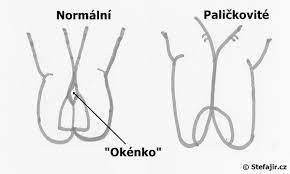 Normální
Paličkovité
"Okénko"
© Stefajir.cz